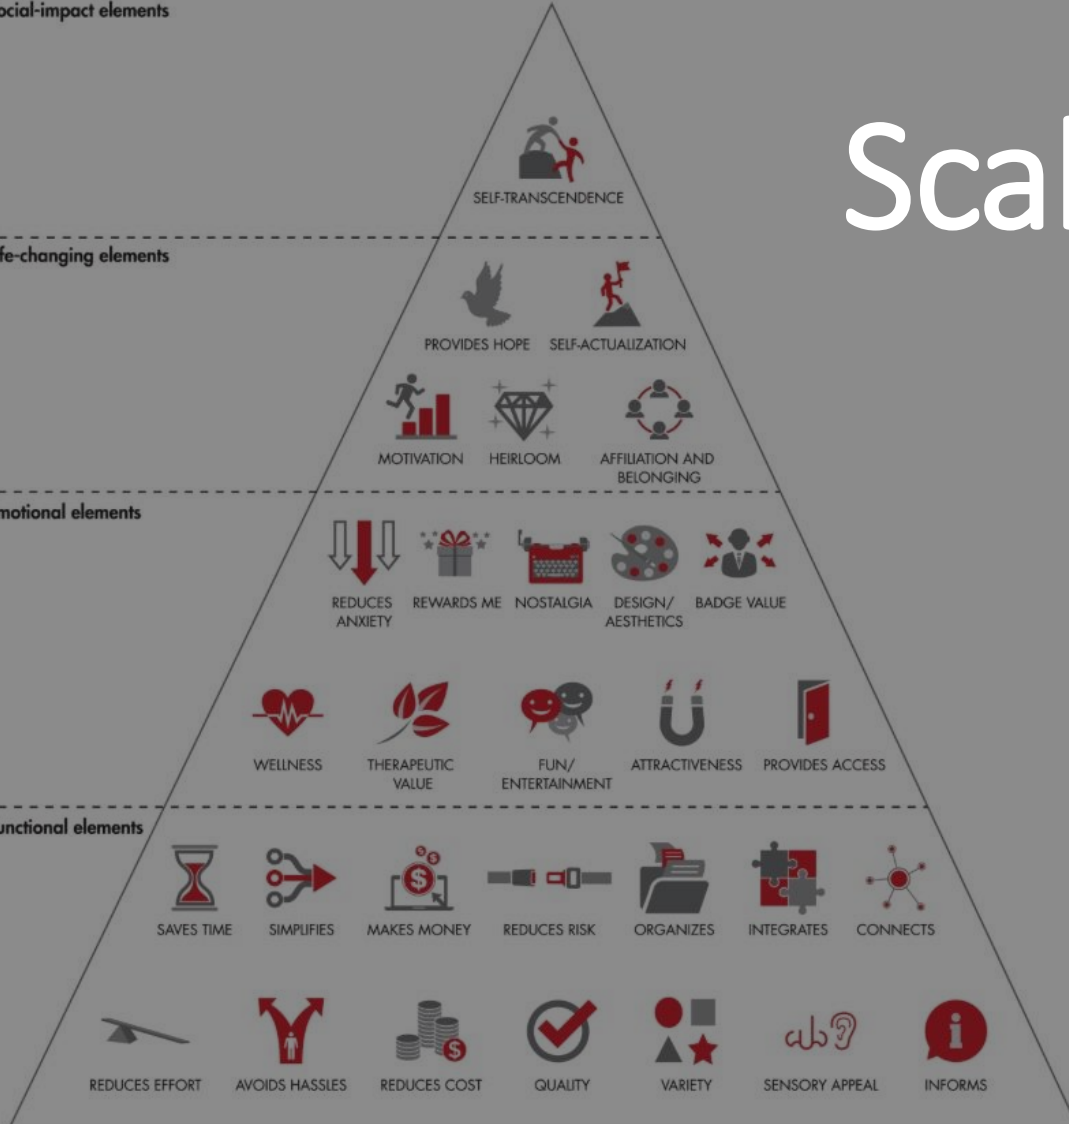 ocial-impact elements
Scal
SELF-TRANSCENDENCE
fe-changing elements
PROVIDES HOPE
SELF-ACTUALIZATION
MOTIVATION
HEIRLOOM
AFFILIATION AND
BELONGING
motional elements
REDUCES
ANXIETY
REWARDS ME
NOSTALGIA
DESIGN/
AESTHETICS
BADGE VALUE
WELLNESS
THERAPEUTIC
VALUE
FUN/
ENTERTAINMENT
ATTRACTIVENESS
PROVIDES ACCESS
unctional elements
SAVES TIME
SIMPLIFIES
MAKES MONEY
REDUCES RISK
ORGANIZES
INTEGRATES
CONNECTS
REDUCES EFFORT
AVOIDS HASSLES
REDUCES COST
QUALITY
VARIETY
SENSORY APPEAL
INFORMS